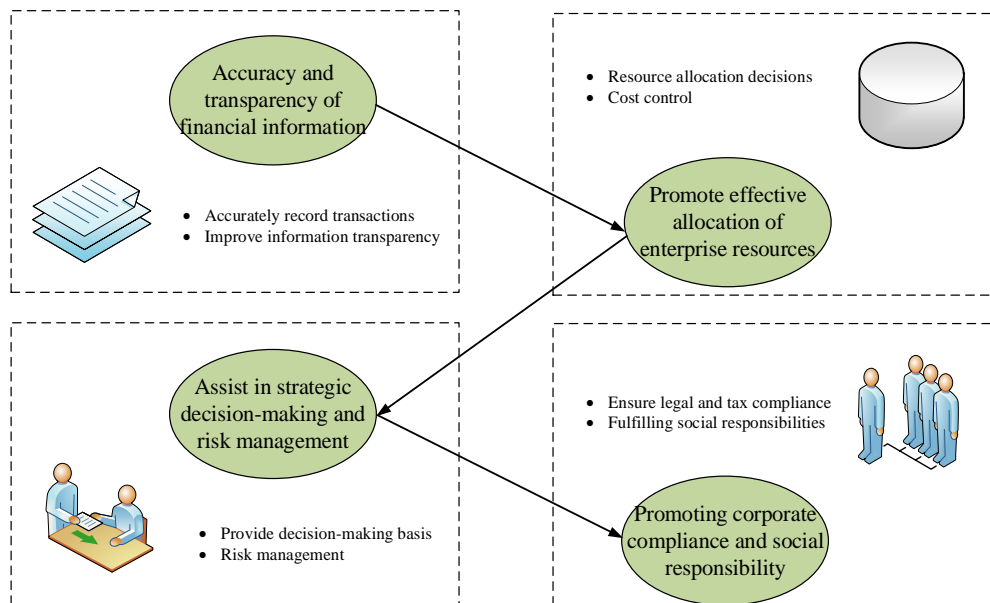 Accuracy and
transparency of
financial information
• Accurately record transactions
• Improve information transparency
• Resource allocation decisions
• Cost control
Promote effective
allocation of
enterprise resources
Assist in strategic
decision-making and
risk management
• Provide decision-making basis
• Risk management
• Ensure legal and tax compliance
• Fulfilling social responsibilities
Promoting corporate
compliance and social
responsibility